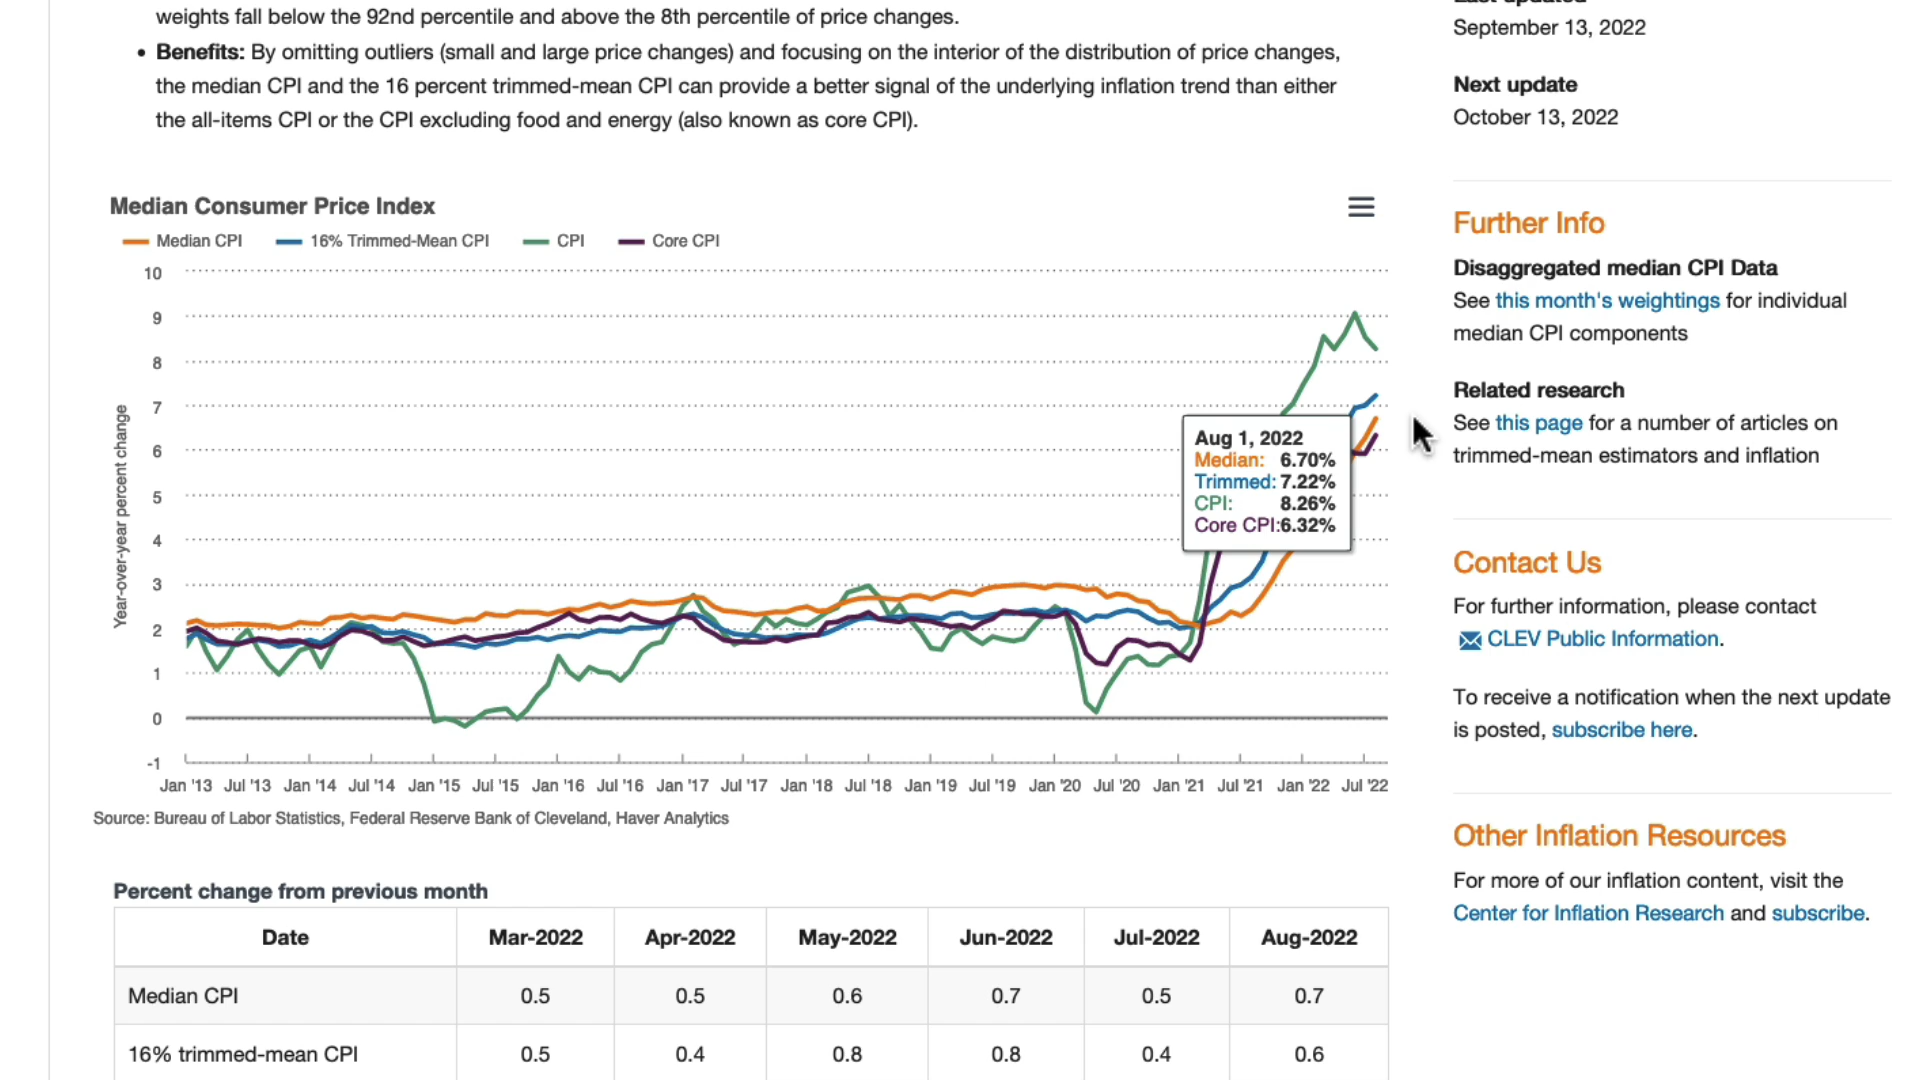 weights fall below the 92nd percentile and above the 8th percentile of price changes.
• Benefits: By omitting outliers (small and large price changes) and focusing on the interior of the distribution of price changes,
the median CPI and the 16 percent trimmed-mean CPI can provide a better signal of the underlying inflation trend than either
the all-items CPI or the CPI excluding food and energy (also known as core CPI).
Median Consumer Price Index
Median CPI 16% Trimmed-Mean CPI CPI Core CPI
Year-over-year percent change
10
9
8
7
6
5
4
3
2
1
0
-1
Aug 1, 2022
Median: 6.70%
Trimmed: 7.22%
CPI: 8.26%
Core CPI: 6.32%
Jan '13 Jul '13 Jan '14 Jul '14 Jan '15 Jul '15 Jan '16 Jul '16 Jan '17 Jul '17 Jan '18 Jul '18 Jan '19 Jul '19 Jan '20 Jul '20 Jan '21 Jul '21 Jan '22 Jul '22
Source: Bureau of Labor Statistics, Federal Reserve Bank of Cleveland, Haver Analytics
Percent change from previous month
Date Mar-2022 Apr-2022 May-2022 Jun-2022 Jul-2022 Aug-2022
Median CPI 0.5 0.5 0.6 0.7 0.5 0.7
16% trimmed-mean CPI 0.5 0.4 0.8 0.8 0.4 0.6
Last updated
September 13, 2022
Next update
October 13, 2022
Further Info
Disaggregated median CPI Data
See this month's weightings for individual
median CPI components
Related research
See this page for a number of articles on
trimmed-mean estimators and inflation
Contact Us
For further information, please contact
CLEV Public Information.
To receive a notification when the next update
is posted, subscribe here.
Other Inflation Resources
For more of our inflation content, visit the
Center for Inflation Research and subscribe.